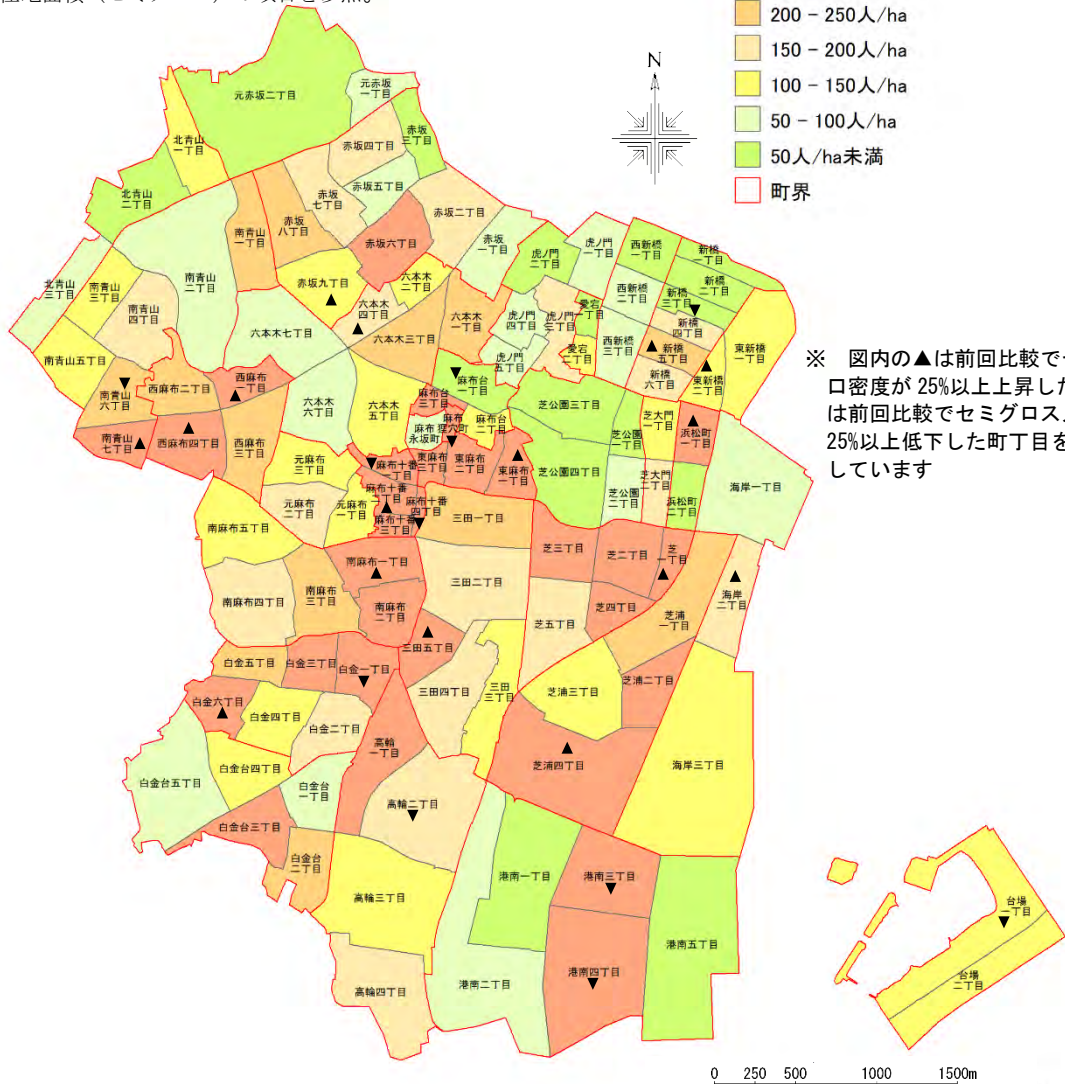 200 - 250人/ha
150 - 200人/ha
100 - 150人/ha
50 - 100人/ha
50人/ha未満
町界
N
元赤坂二丁目
元赤坂
一丁目
赤坂
三丁目
赤坂四丁目
北青山
一丁目
赤坂五丁目
北青山
二丁目
赤坂
七丁目
赤坂二丁目
南青山
一丁目
赤坂
八丁目
赤坂六丁目
赤坂
一丁目
虎ノ門
二丁目
虎ノ門
一丁目
西新橋
一丁目
新橋
一丁目
北青山
三丁目
南青山
三丁目
南青山
二丁目
赤坂九丁目
六本木
二丁目
西新橋
二丁目
新橋
二丁目
新橋
三丁目
南青山
四丁目
六本木
四丁目
六本木
一丁目
虎ノ門
四丁目
虎ノ門
三丁目
愛宕
一丁目
新橋
四丁目
六本木七丁目
六本木三丁目
西新橋
三丁目
新橋
五丁目
東新橋
一丁目
南青山五丁目
虎ノ門
五丁目
愛宕
二丁目
新橋
六丁目
東新橋
二丁目
※　図内の▲は前回比較でセ
ロ密度が 25%以上上昇した
は前回比較でセミグロス人
25%以上低下した町丁目を
しています
西麻布二丁目
西麻布
一丁目
麻布台
一丁目
南青山
六丁目
六本木
六丁目
六本木
五丁目
麻布台
三丁目
麻布台
二丁目
芝公園三丁目
芝大門
一丁目
浜松町
一丁目
南青山
七丁目
西麻布四丁目
西麻布
三丁目
麻布
永坂町
麻布
狸穴町
芝公園
一丁目
元麻布
三丁目
麻布十番
一丁目
東麻布
三丁目
東麻布
二丁目
東麻布
一丁目
芝公園四丁目
芝大門
二丁目
海岸一丁目
元麻布
二丁目
元麻布
一丁目
麻布十番
二丁目
麻布十番
四丁目
麻布十番
三丁目
芝公園
二丁目
浜松町
二丁目
南麻布五丁目
三田一丁目
南麻布一丁目
芝三丁目
芝二丁目
芝
一丁目
南麻布四丁目
南麻布
三丁目
南麻布
二丁目
三田二丁目
芝四丁目
海岸
二丁目
芝五丁目
芝浦
一丁目
三田五丁目
白金五丁目
白金三丁目
白金一丁目
三田四丁目
三田
三丁目
芝浦三丁目
芝浦二丁目
白金六丁目
白金四丁目
白金二丁目
高輪
一丁目
白金台五丁目
白金台四丁目
白金台
一丁目
芝浦四丁目
海岸三丁目
高輪二丁目
白金台三丁目
白金台
二丁目
港南一丁目
港南三丁目
高輪三丁目
台場
一丁目
港南五丁目
台場
二丁目
高輪四丁目
港南二丁目
港南四丁目
0 250 500 1000 1500m